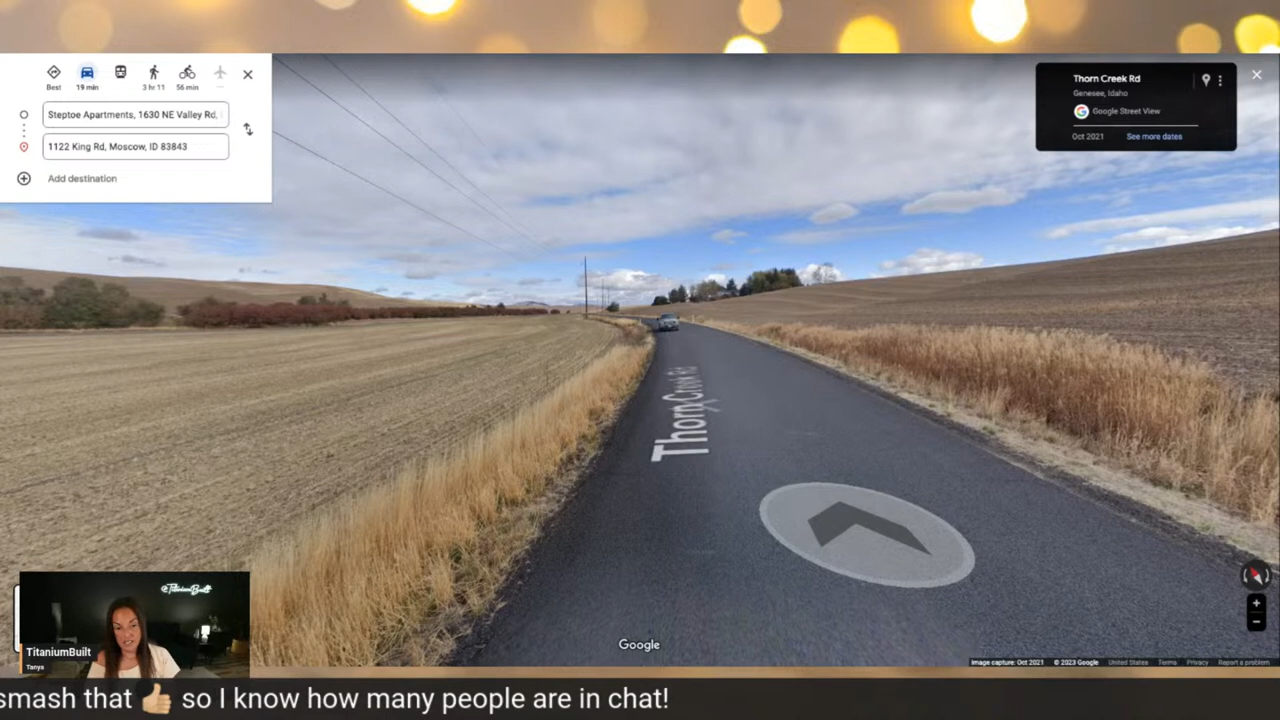 Best
19 min
3 hr 11
56 min
Steptoe Apartments, 1630 NE Valley Rd,
1122 King Rd, Moscow, ID 83843
Add destination
Thorn Creek Rd
Genesee, Idaho
Google Street View
Oct 2021
See more dates
Thorn Creek Rd
@TitaniumBuilt
TitaniumBuilt
Tanya
Google
Image capture: Oct 2021 © 2023 Google United States Terms Privacy Report a problem
smash that 👍 so I know how many people are in chat!